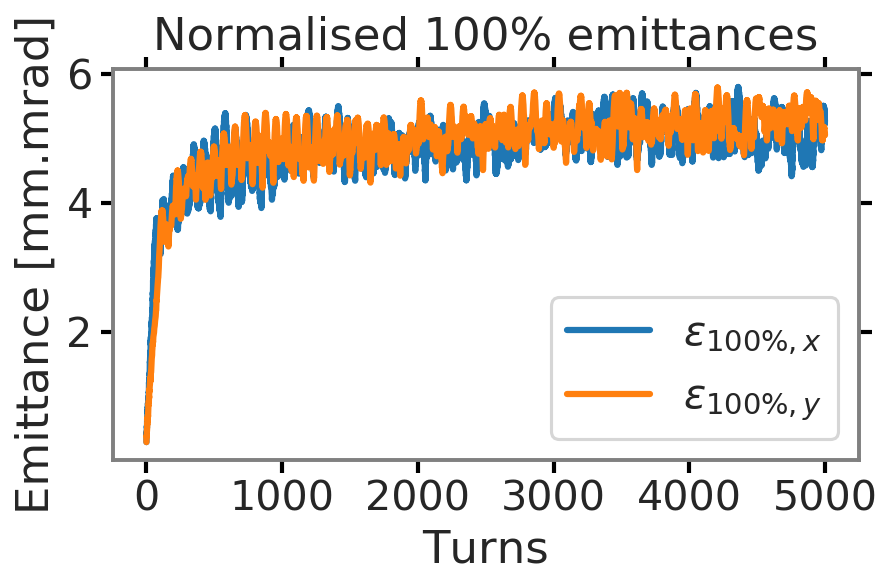 Normalised 100% emittances
Emittance [mm.mrad]
6
4
2
ε100%, x
ε100%, y
0 1000 2000 3000 4000 5000
Turns